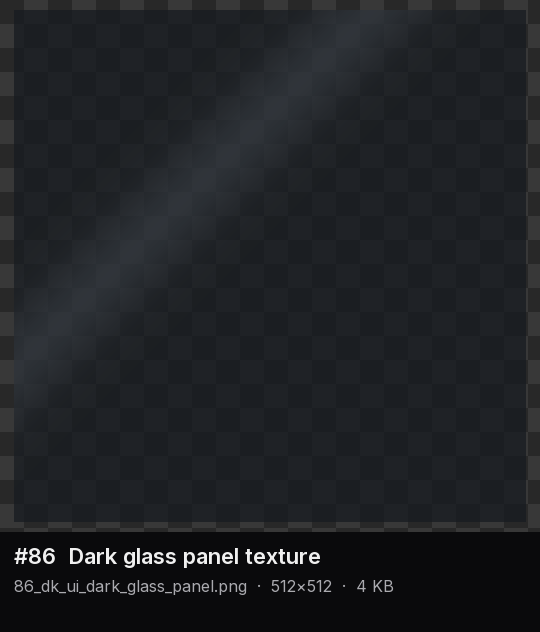 #86 Dark glass panel texture
86_dk_ui_dark_glass_panel.png · 512×512 · 4 KB